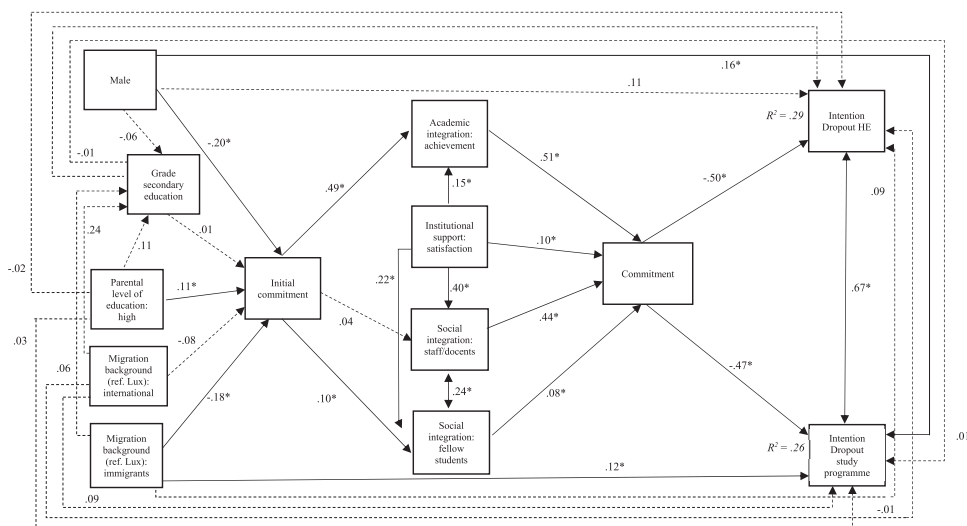 Male
.16*
.11
R² = .29
Intention
Dropout HE
-.06
-.01
-.20*
Academic
integration:
achievement
.51*
-.50*
Grade
secondary
education
.49*
.15*
.09
.24
.01
Institutional
support:
satisfaction
.10*
.11
-.02
Parental
level of
education:
high
.11*
Initial
commitment
.22*
.40*
Commitment
.67*
.04
.44*
.03
-.08
Social
integration:
staff/docents
.06
Migration
background
(ref. Lux):
international
-.18*
.10*
.24*
.08*
-.47*
Migration
background
(ref. Lux):
immigrants
Social
integration:
fellow
students
R² = .26
Intention
Dropout
study
programme
.01
.12*
.09
-.01